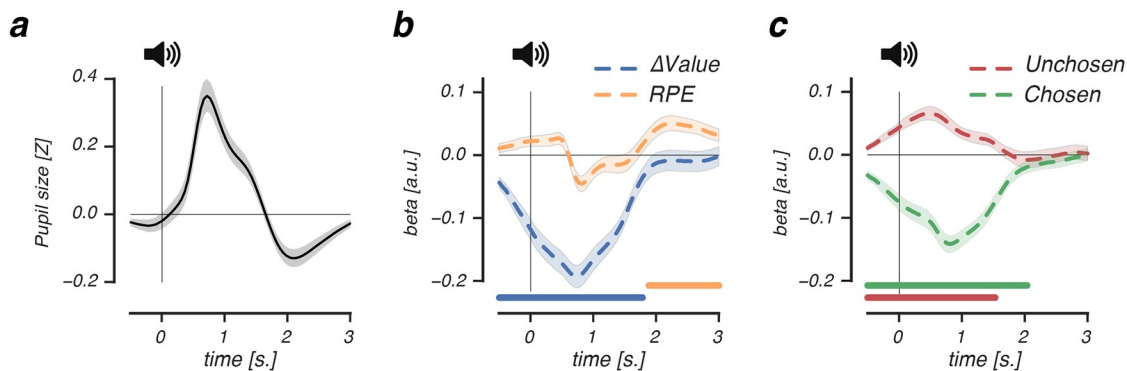 a
Pupil size [Z]
0.4
0.2
0.0
−0.2
0 1 2 3
time [s.]
b
ΔValue
RPE
beta [a.u.]
0.1
0.0
−0.1
−0.2
0 1 2 3
time [s.]
c
Unchosen
Chosen
beta [a.u.]
0.1
0.0
−0.1
−0.2
0 1 2 3
time [s.]